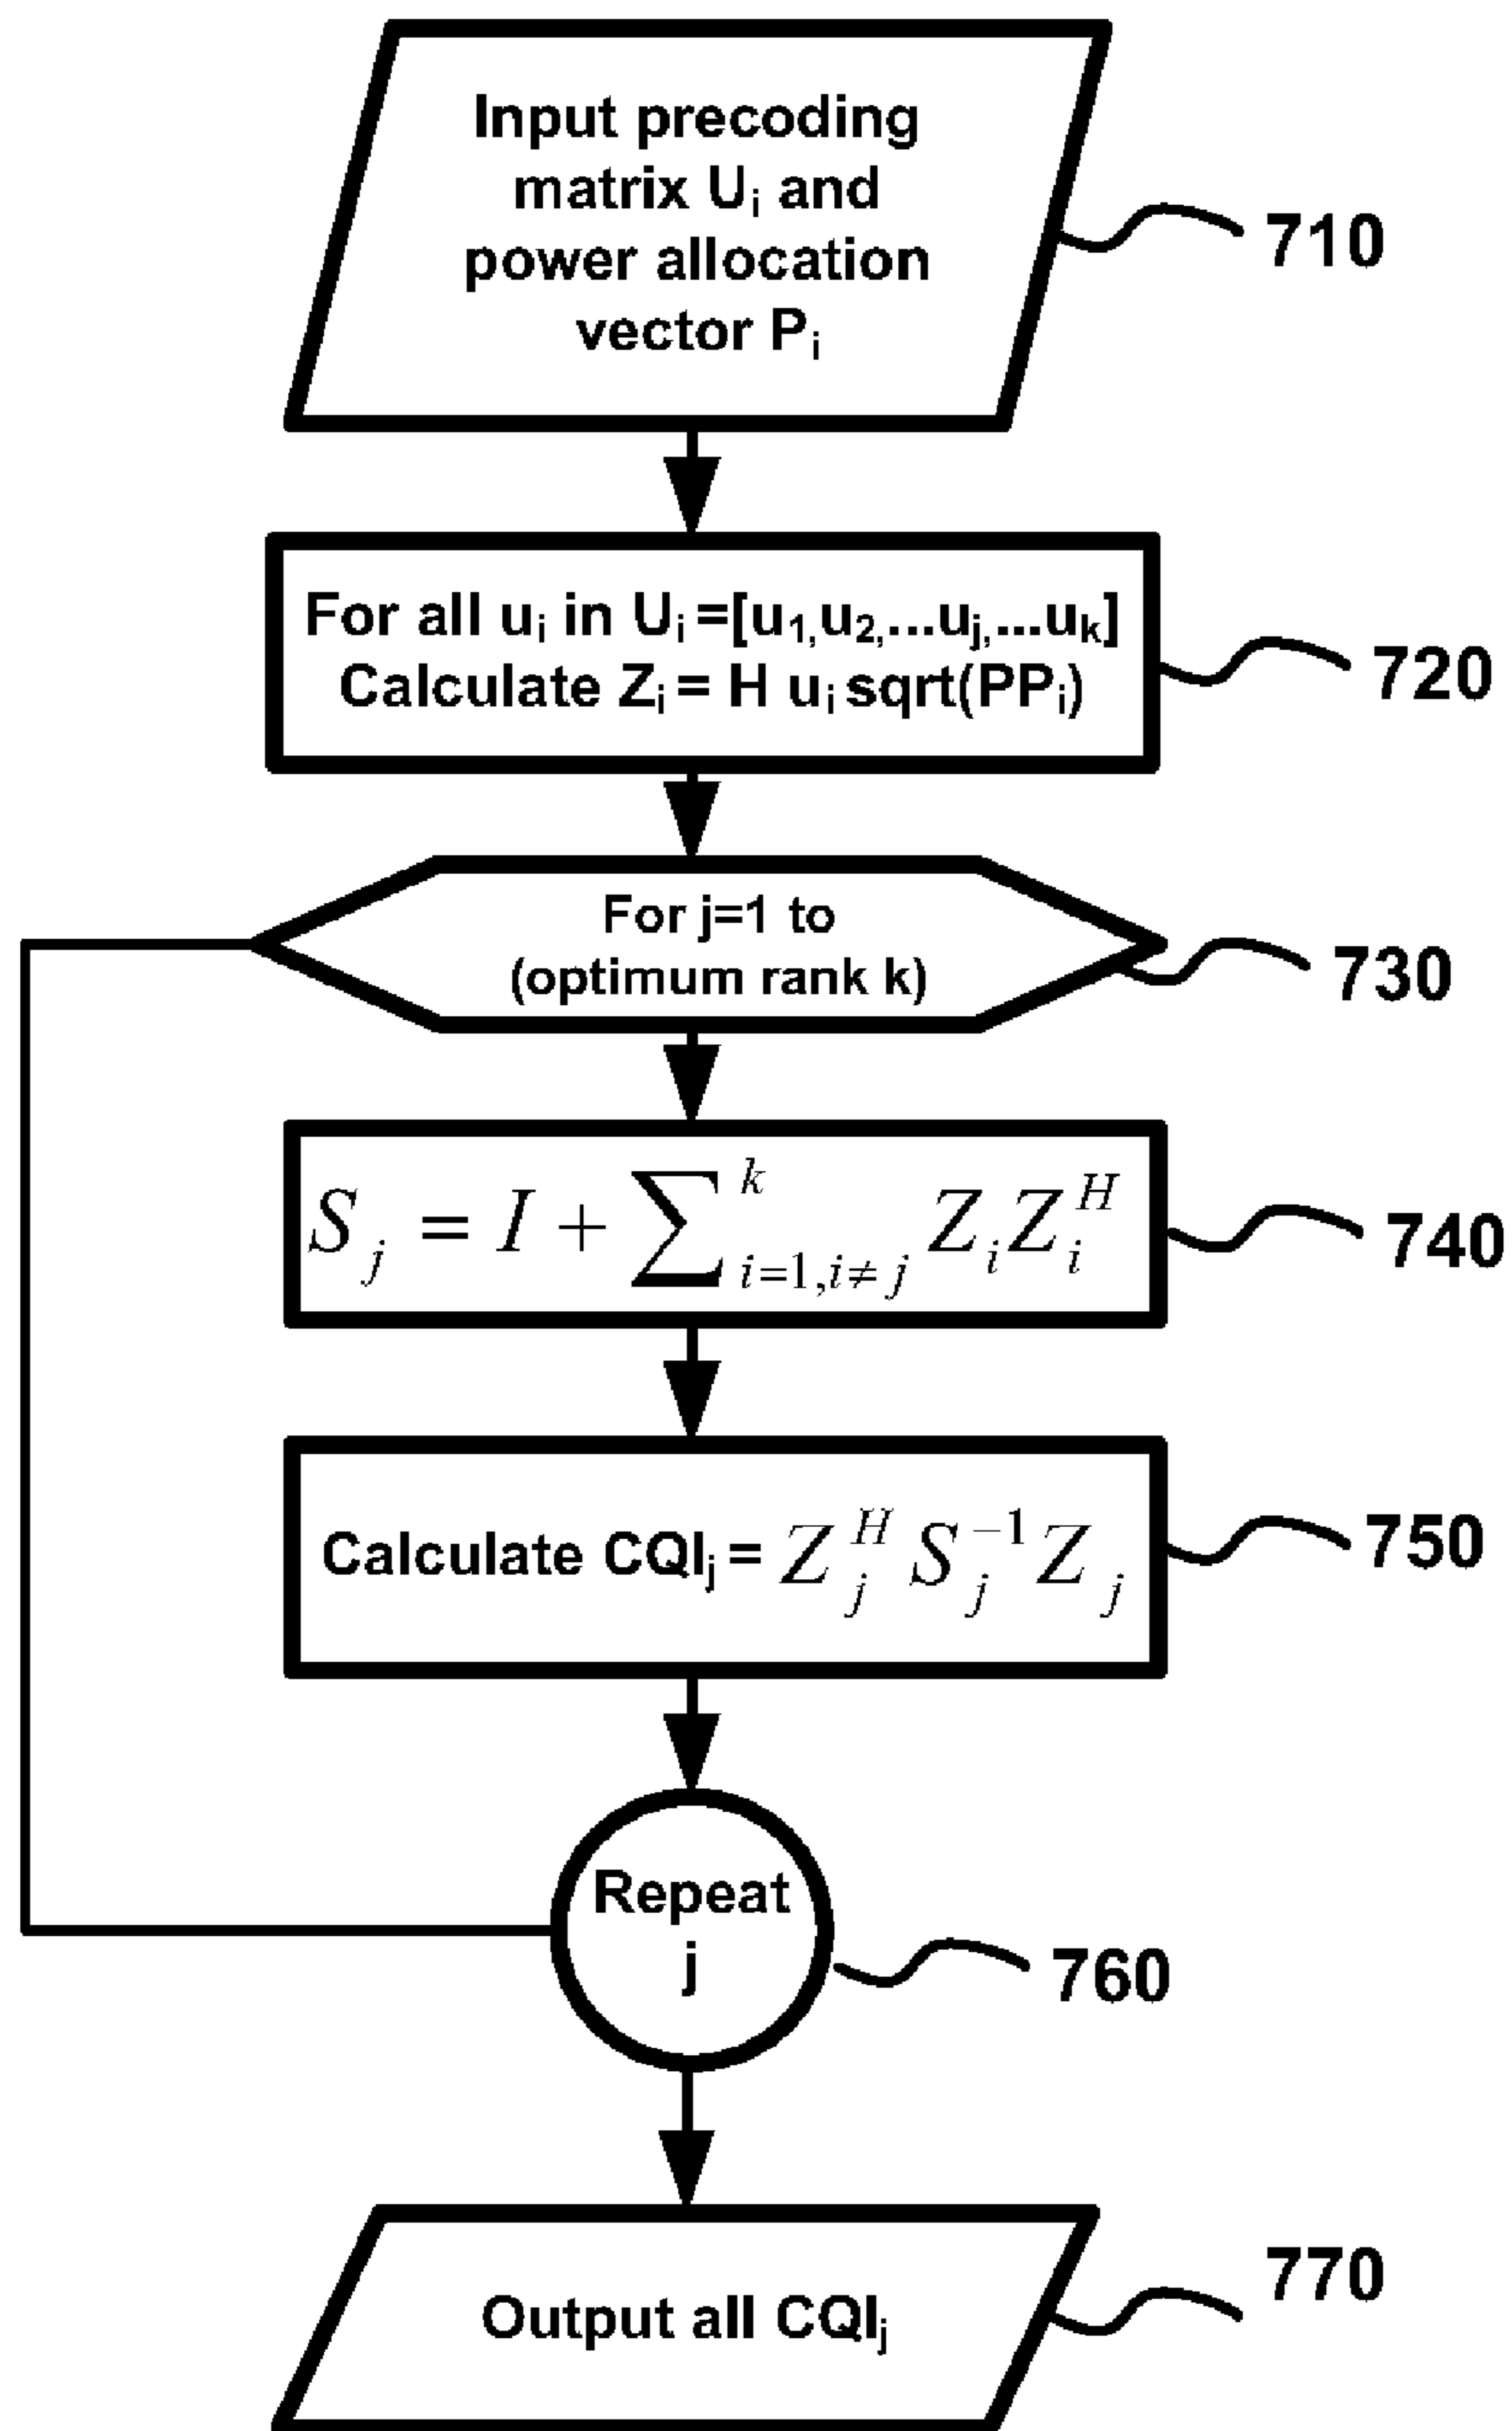 Input precoding
matrix Uᵢ and
power allocation
vector Pᵢ
710
For all uᵢ in Uᵢ =[u₁,u₂,...uⱼ,...uₖ]
Calculate Zᵢ = H uᵢ sqrt(PPᵢ)
720
For j=1 to
(optimum rank k)
730
S_j = I + ∑_{i=1,i≠j}^{k} Z_i Z_i^H
740
Calculate CQIⱼ = Z_j^H S_j^{-1} Z_j
750
Repeat
j
760
Output all CQIⱼ
770